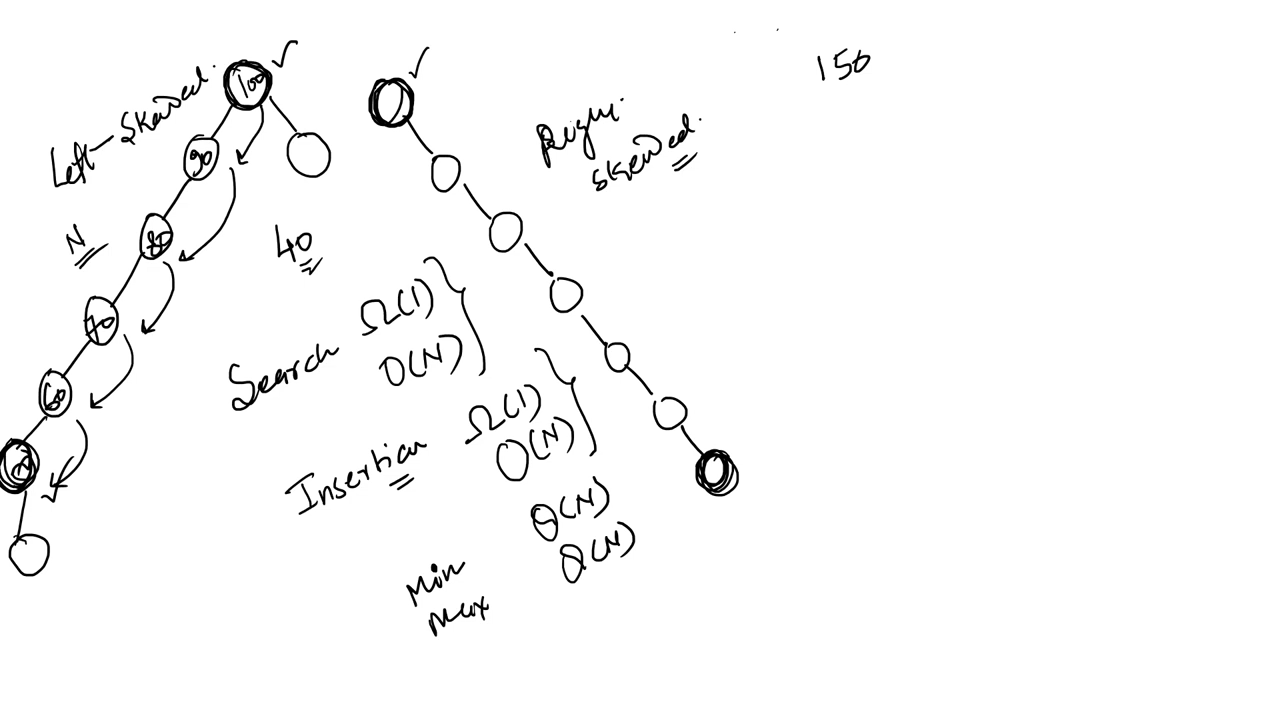 Left-Skewed.
100
90
80
70
60
N
40
Right
skewed.
150
Search Ω(1)
O(N)
Insertion Ω(1)
O(N)
Min θ(N)
Max θ(N)